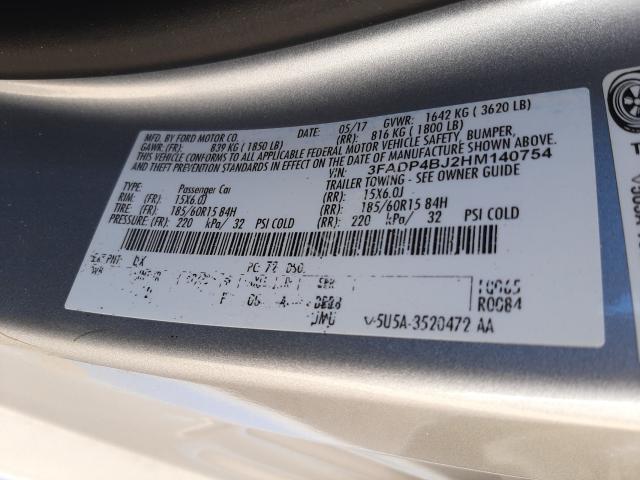 MFD. BY FORD MOTOR CO.
DATE: 05/17 GVWR: 1642 KG ( 3620 LB)
GAWR: (FR): 839 KG ( 1850 LB) (RR): 816 KG ( 1800 LB)
THIS VEHICLE CONFORMS TO ALL APPLICABLE FEDERAL MOTOR VEHICLE SAFETY, BUMPER,
AND THEFT PREVENTION STANDARDS IN EFFECT ON THE DATE OF MANUFACTURE SHOWN ABOVE.
VIN: 3FADP4BJ2HM140754
TYPE: Passenger Car TRAILER TOWING - SEE OWNER GUIDE
RIM: (FR): 15X6.0J (RR): 15X6.0J
TIRE: (FR): 185/60R15 84H (RR): 185/60R15 84H
PRESSURE (FR): 220 kPa/ 32 PSI COLD (RR): 220 kPa/ 32 PSI COLD
EXT PNT:
R0084
5U5A-3520472 AA